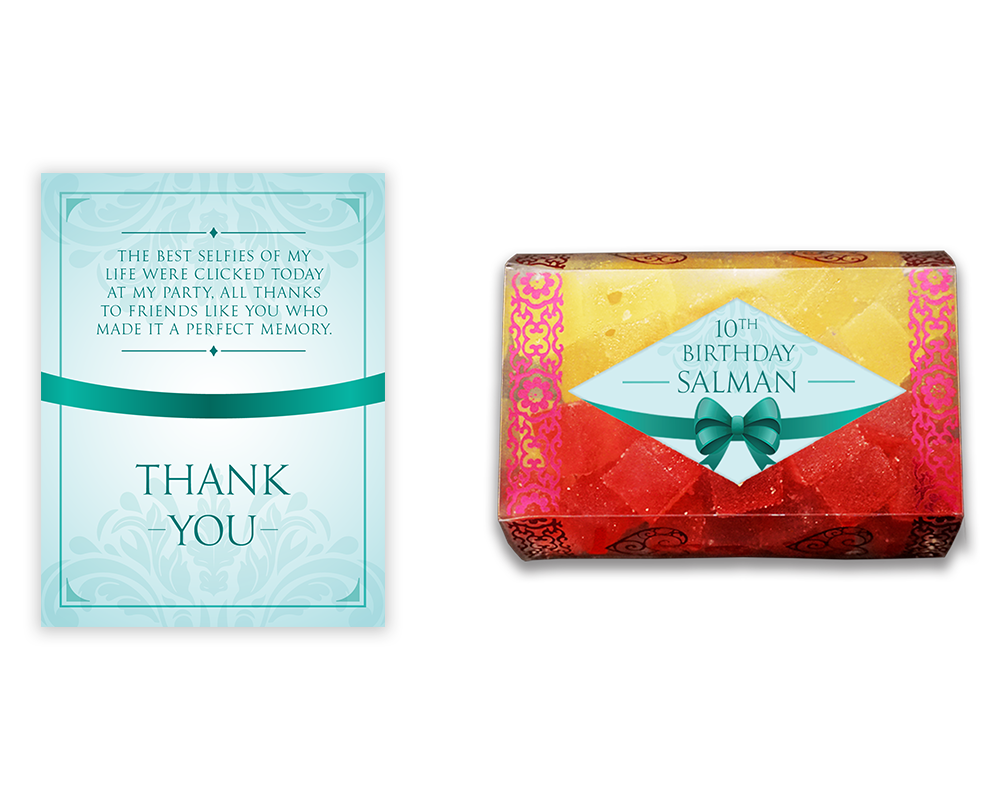 THE BEST SELFIES OF MY
LIFE WERE CLICKED TODAY
AT MY PARTY, ALL THANKS
TO FRIENDS LIKE YOU WHO
MADE IT A PERFECT MEMORY.
THANK
-YOU-
10TH
BIRTHDAY
SALMAN